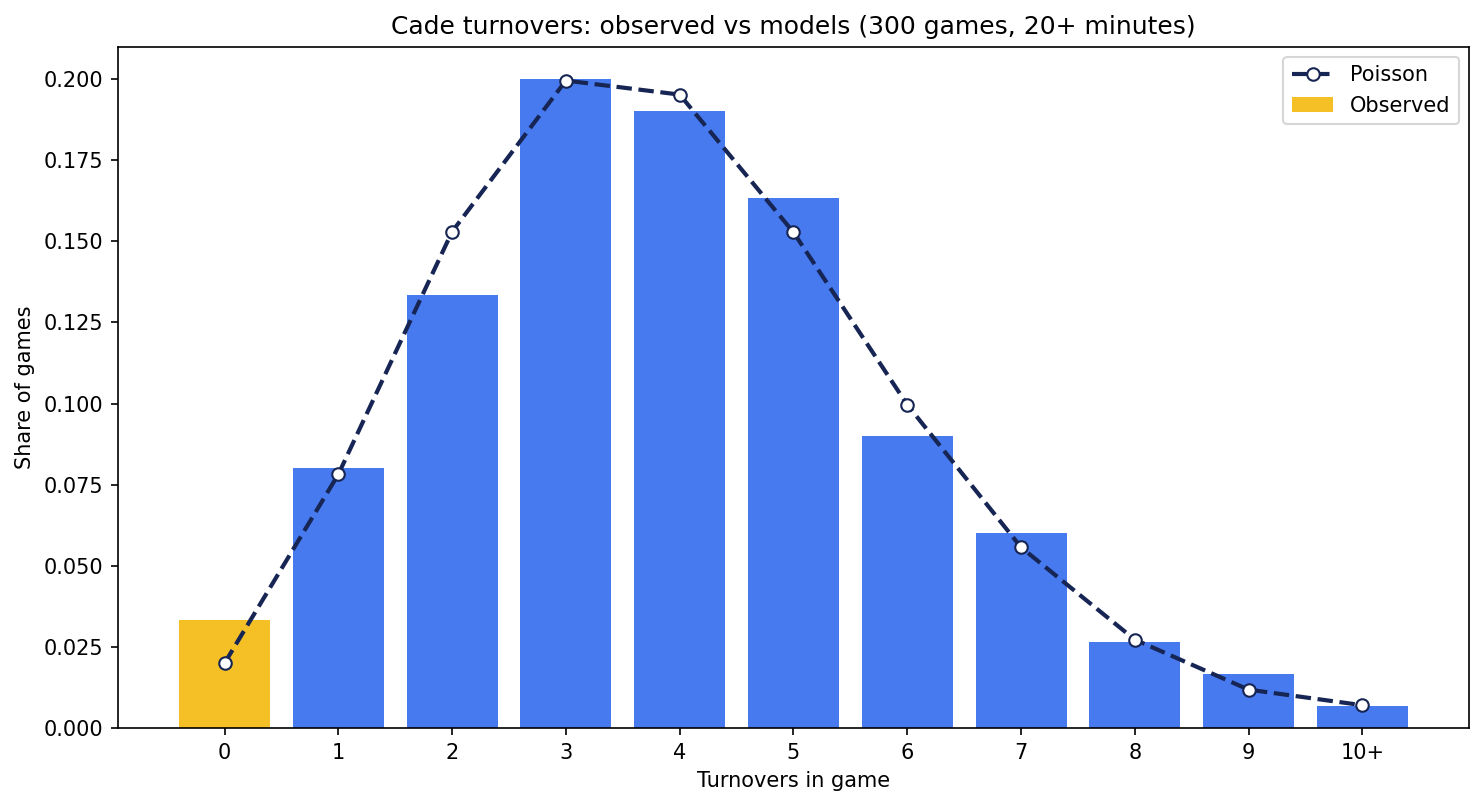 Cade turnovers: observed vs models (300 games, 20+ minutes)
Poisson
Observed
Share of games
0.200
0.175
0.150
0.125
0.100
0.075
0.050
0.025
0.000
0 1 2 3 4 5 6 7 8 9 10+
Turnovers in game